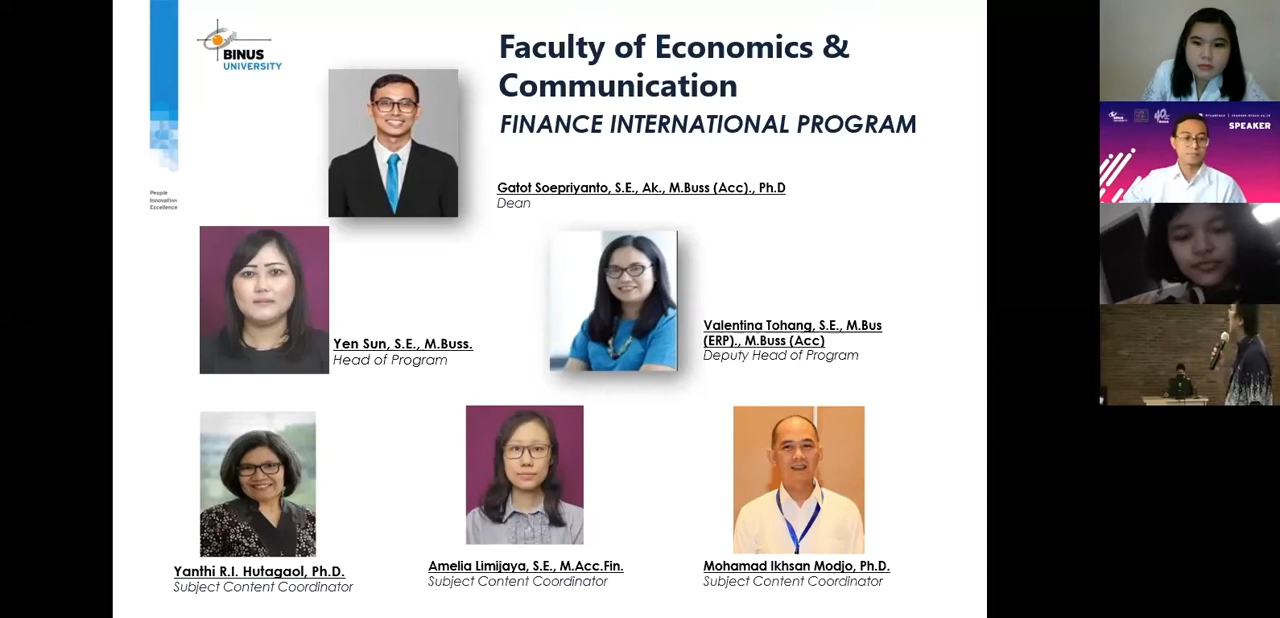 BINUS
UNIVERSITY
People
Innovation
Excellence
Faculty of Economics &
Communication
FINANCE INTERNATIONAL PROGRAM
Gatot Soepriyanto, S.E., Ak., M.Buss (Acc)., Ph.D
Dean
Yen Sun, S.E., M.Buss.
Head of Program
Valentina Tohang, S.E., M.Bus
(ERP)., M.Buss (Acc)
Deputy Head of Program
Yanthi R.I. Hutagaol, Ph.D.
Subject Content Coordinator
Amelia Limijaya, S.E., M.Acc.Fin.
Subject Content Coordinator
Mohamad Ikhsan Modjo, Ph.D.
Subject Content Coordinator
SPEAKER